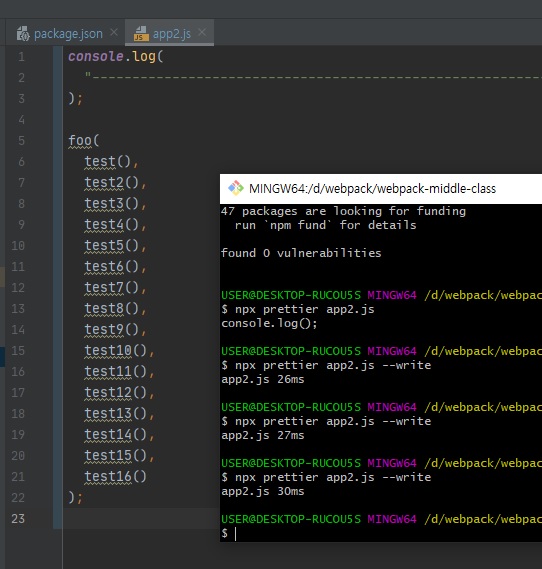 package.json
app2.js
1 console.log(
2 "--------------------------------------------------------
3 );
4
5 foo(
6 test(),
7 test2(),
8 test3(),
9 test4(),
10 test5(),
11 test6(),
12 test7(),
13 test8(),
14 test9(),
15 test10(),
16 test11(),
17 test12(),
18 test13(),
19 test14(),
20 test15(),
21 test16()
22 );
23
MINGW64:/d/webpack/webpack-middle-class
47 packages are looking for funding
run `npm fund` for details
found 0 vulnerabilities
USER@DESKTOP-RUCOU5S MINGW64 /d/webpack/webpac
$ npx prettier app2.js
console.log();
USER@DESKTOP-RUCOU5S MINGW64 /d/webpack/webpac
$ npx prettier app2.js --write
app2.js 26ms
USER@DESKTOP-RUCOU5S MINGW64 /d/webpack/webpac
$ npx prettier app2.js --write
app2.js 27ms
USER@DESKTOP-RUCOU5S MINGW64 /d/webpack/webpac
$ npx prettier app2.js --write
app2.js 30ms
USER@DESKTOP-RUCOU5S MINGW64 /d/webpack/webpac
$